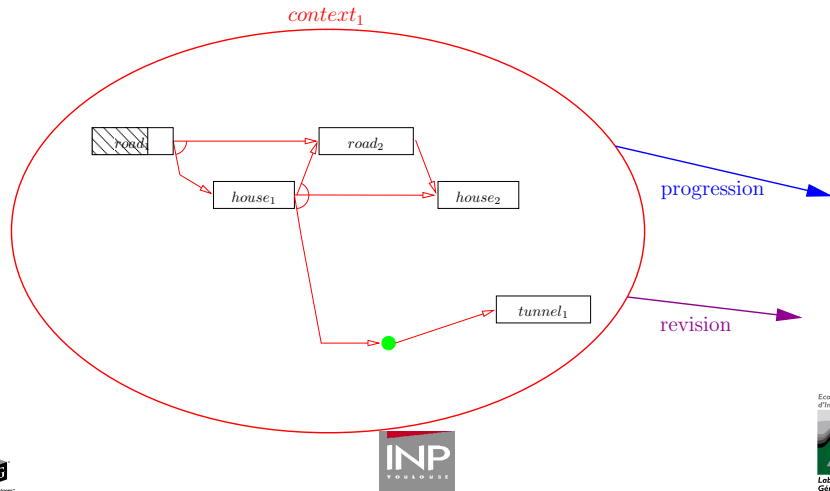 context₁
road₁
road₂
house₁
house₂
progression
tunnel₁
revision
INP
TOULOUSE